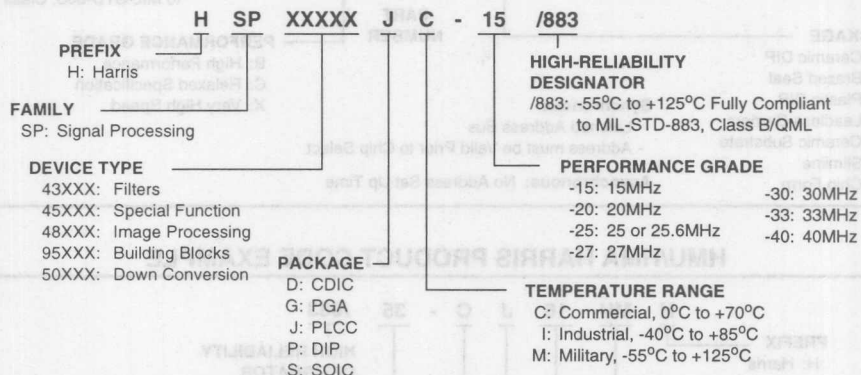 H SP XXXXX J C - 15 /883
PREFIX
H: Harris
FAMILY
SP: Signal Processing
DEVICE TYPE
43XXX: Filters
45XXX: Special Function
48XXX: Image Processing
95XXX: Building Blocks
50XXX: Down Conversion
PACKAGE
D: CDIC
G: PGA
J: PLCC
P: DIP
S: SOIC
HIGH-RELIABILITY
DESIGNATOR
/883: -55°C to +125°C Fully Compliant
to MIL-STD-883, Class B/QML
PERFORMANCE GRADE
-15: 15MHz
-20: 20MHz
-25: 25 or 25.6MHz
-27: 27MHz
-30: 30MHz
-33: 33MHz
-40: 40MHz
TEMPERATURE RANGE
C: Commercial, 0°C to +70°C
I: Industrial, -40°C to +85°C
M: Military, -55°C to +125°C